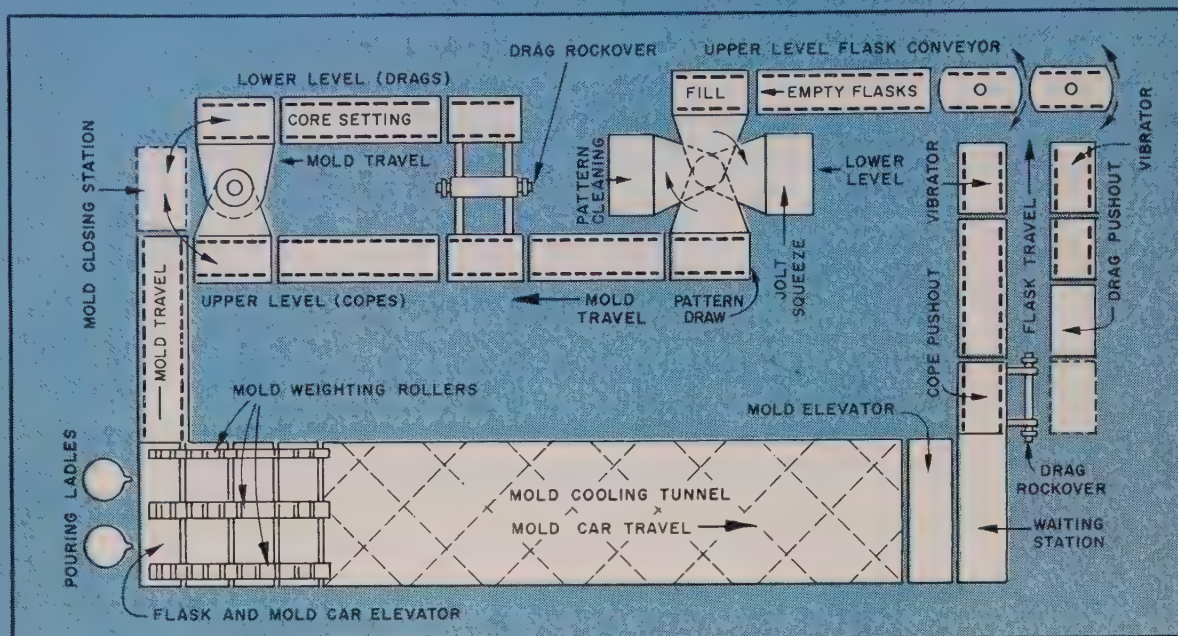 DRAG ROCKOVER
UPPER LEVEL FLASK CONVEYOR
LOWER LEVEL (DRAGS)
FILL
EMPTY FLASKS
CORE SETTING
MOLD TRAVEL
MOLD CLOSING STATION
PATTERN
CLEANING
LOWER
LEVEL
VIBRATOR
FLASK TRAVEL
VIBRATOR
DRAG PUSHOUT
UPPER LEVEL (COPES)
MOLD
TRAVEL
PATTERN
DRAW
JOLT
SQUEEZE
MOLD TRAVEL
COPE PUSHOUT
MOLD WEIGHTING ROLLERS
MOLD ELEVATOR
POURING LADLES
MOLD COOLING TUNNEL
MOLD CAR TRAVEL
DRAG
ROCKOVER
WAITING
STATION
FLASK AND MOLD CAR ELEVATOR